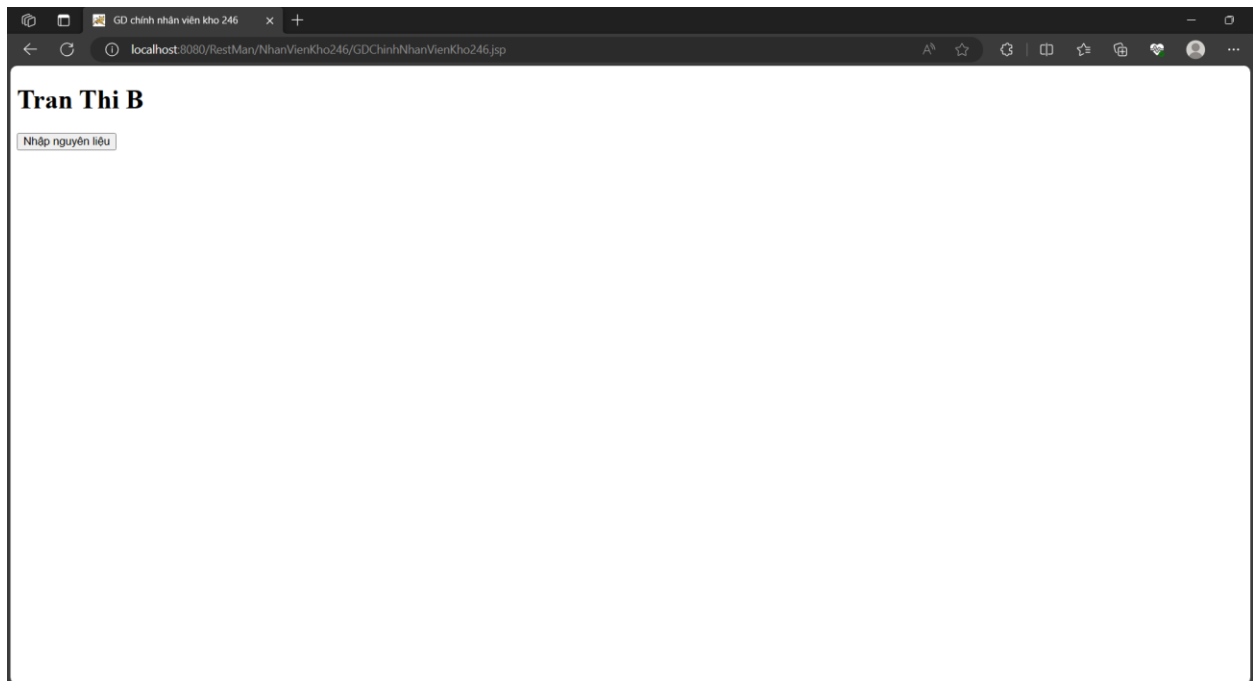 GD chính nhân viên kho 246
localhost:8080/RestMan/NhanVienKho246/GDChinhNhanVienKho246.jsp
Tran Thi B
Nhập nguyên liệu